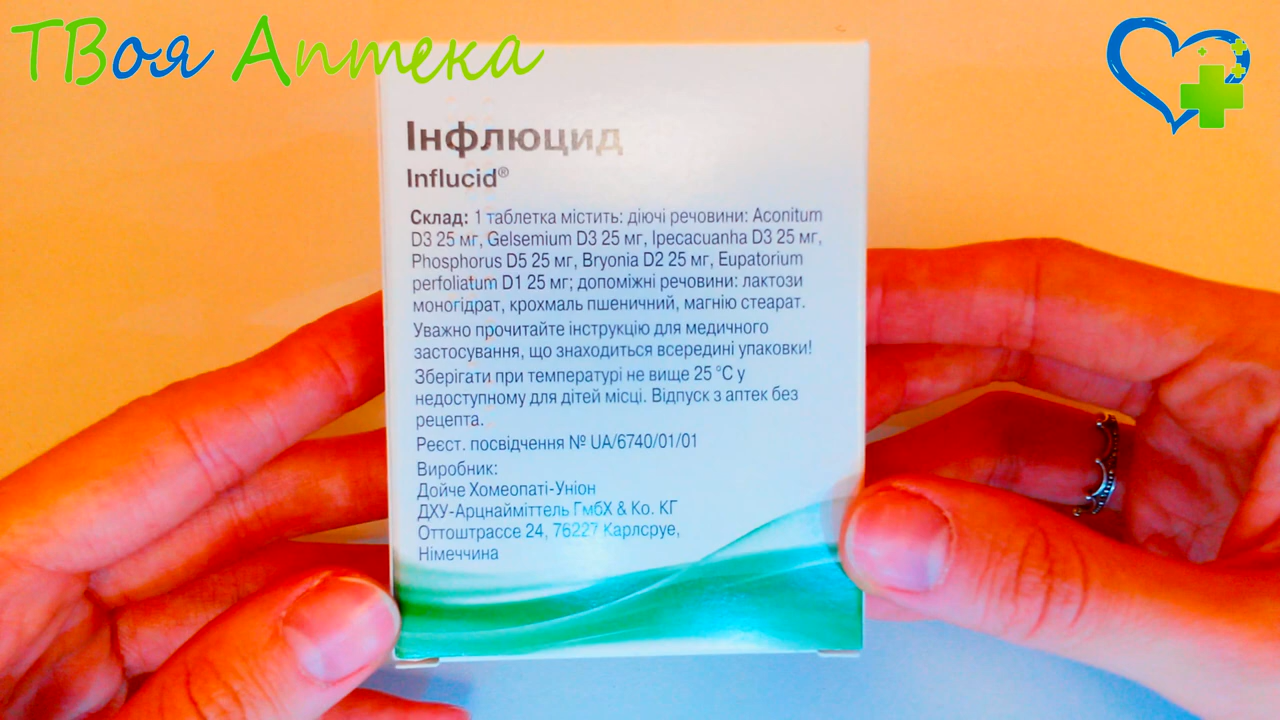 ТВоя Аптека
Інфлюцид
Influcid®
Склад: 1 таблетка містить: діючі речовини: Aconitum
D3 25 мг, Gelsemium D3 25 мг, Ipecacuanha D3 25 мг,
Phosphorus D5 25 мг, Bryonia D2 25 мг, Eupatorium
perfoliatum D1 25 мг; допоміжні речовини: лактози
моногідрат, крохмаль пшеничний, магнію стеарат.
Уважно прочитайте інструкцію для медичного
застосування, що знаходиться всередині упаковки!
Зберігати при температурі не вище 25 °С у
недоступному для дітей місці. Відпуск з аптек без
рецепта.
Реєст. посвідчення № UA/6740/01/01
Виробник:
Дойче Хомеопаті-Уніон
ДХУ-Арцнайміттель ГмбХ & Ко. КГ
Оттоштрассе 24, 76227 Карлсруе,
Німеччина